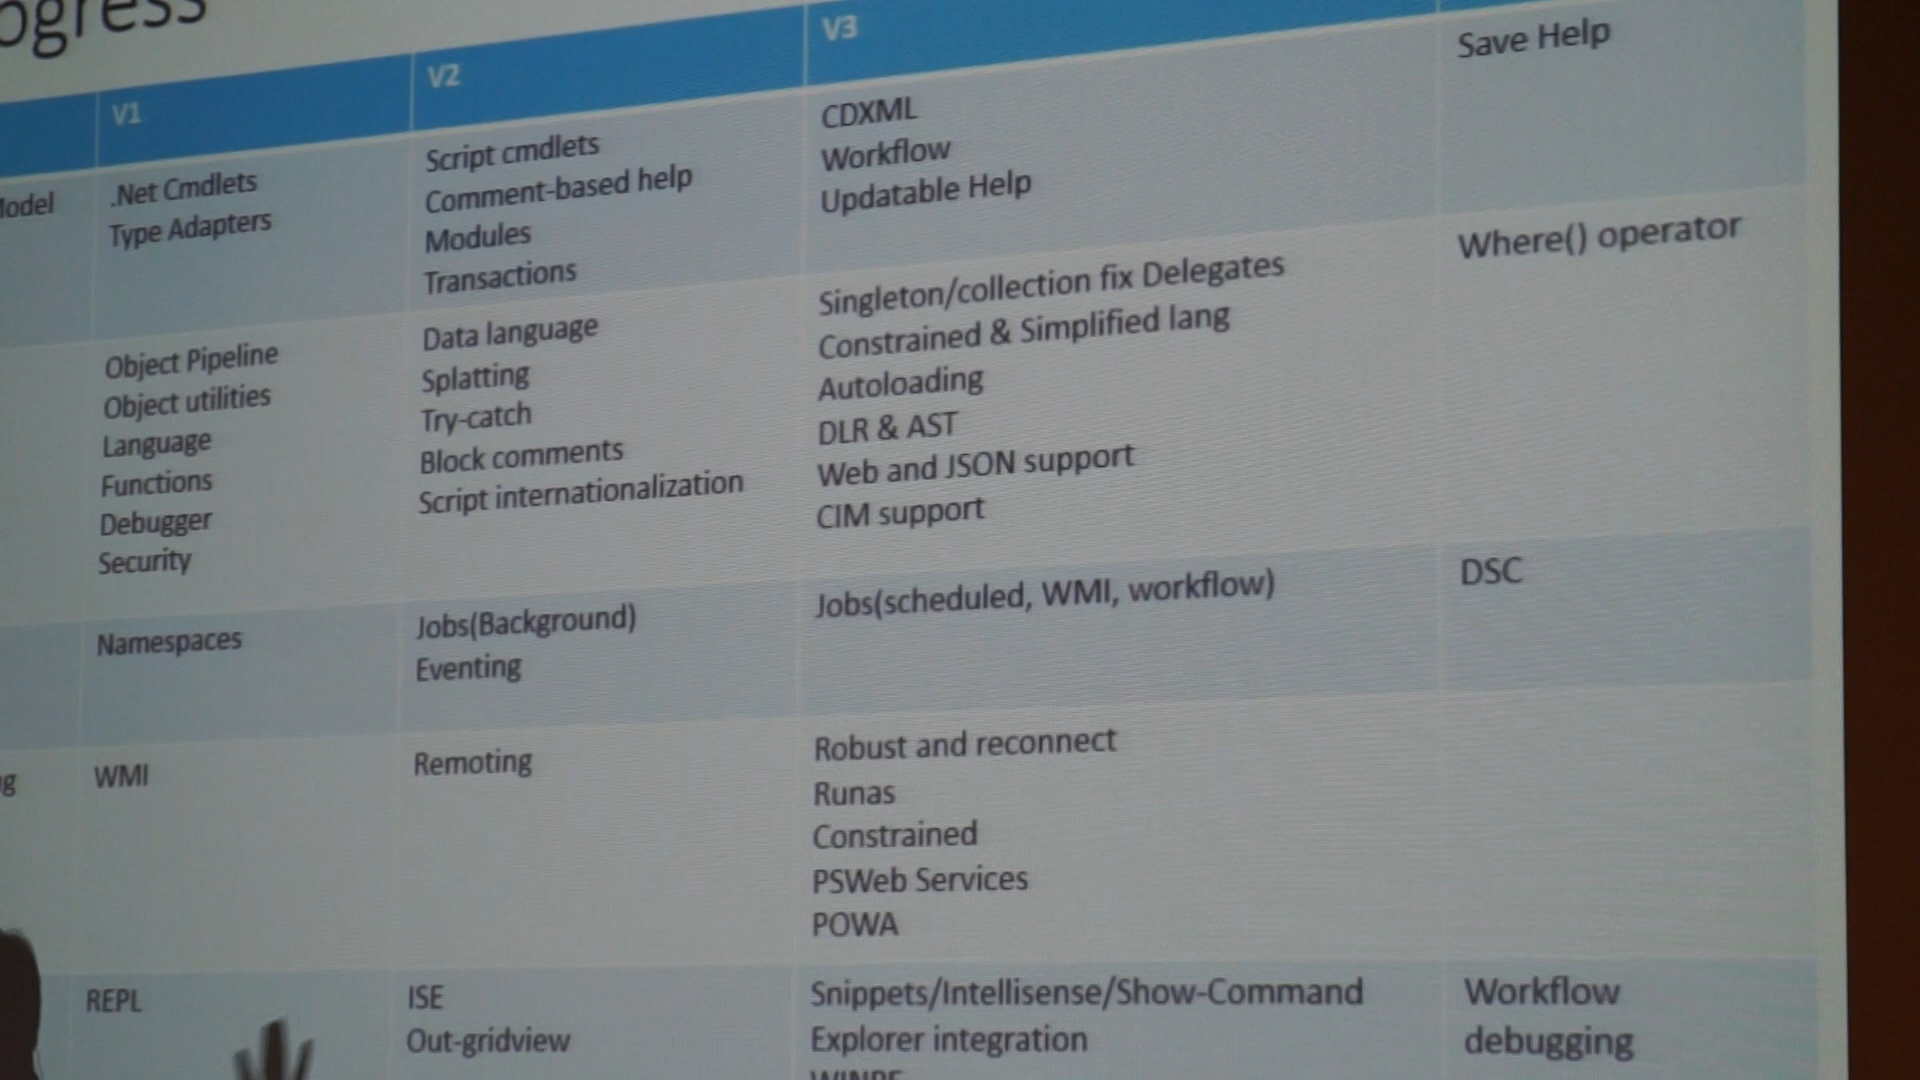 ogress
V1
V2
V3
Model
.Net Cmdlets
Type Adapters
Script cmdlets
Comment-based help
Modules
Transactions
CDXML
Workflow
Updatable Help
Save Help
Object Pipeline
Object utilities
Language
Functions
Debugger
Security
Data language
Splatting
Try-catch
Block comments
Script internationalization
Singleton/collection fix Delegates
Constrained & Simplified lang
Autoloading
DLR & AST
Web and JSON support
CIM support
Where() operator
Namespaces
Jobs(Background)
Eventing
Jobs(scheduled, WMI, workflow)
DSC
g
WMI
Remoting
Robust and reconnect
Runas
Constrained
PSWeb Services
POWA
REPL
ISE
Out-gridview
Snippets/Intellisense/Show-Command
Explorer integration
Workflow
debugging